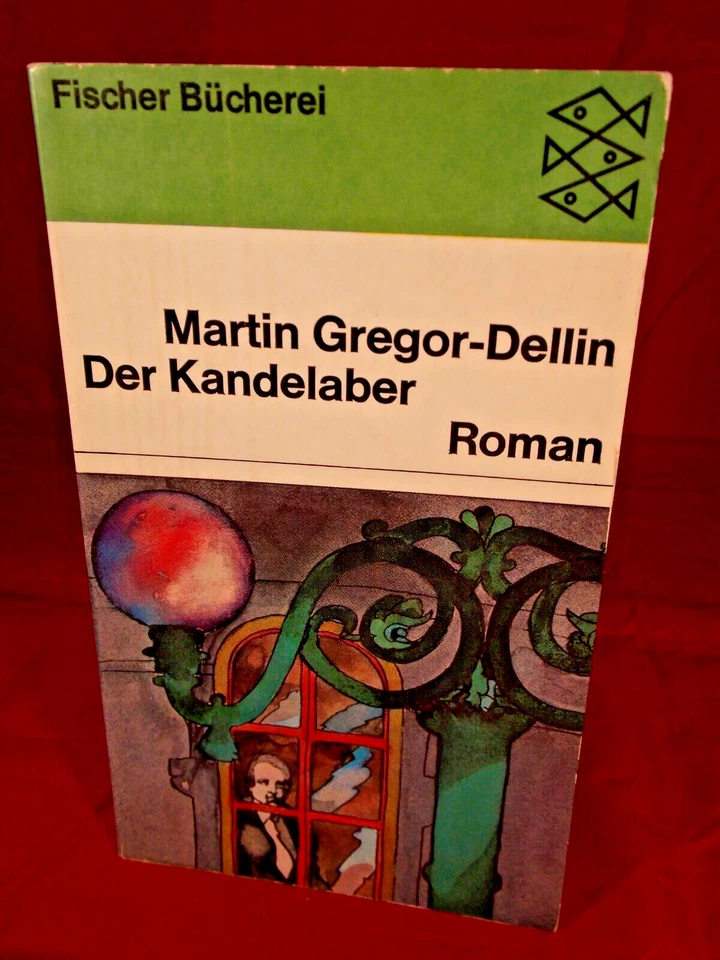 Fischer Bücherei
Martin Gregor-Dellin
Der Kandelaber
Roman